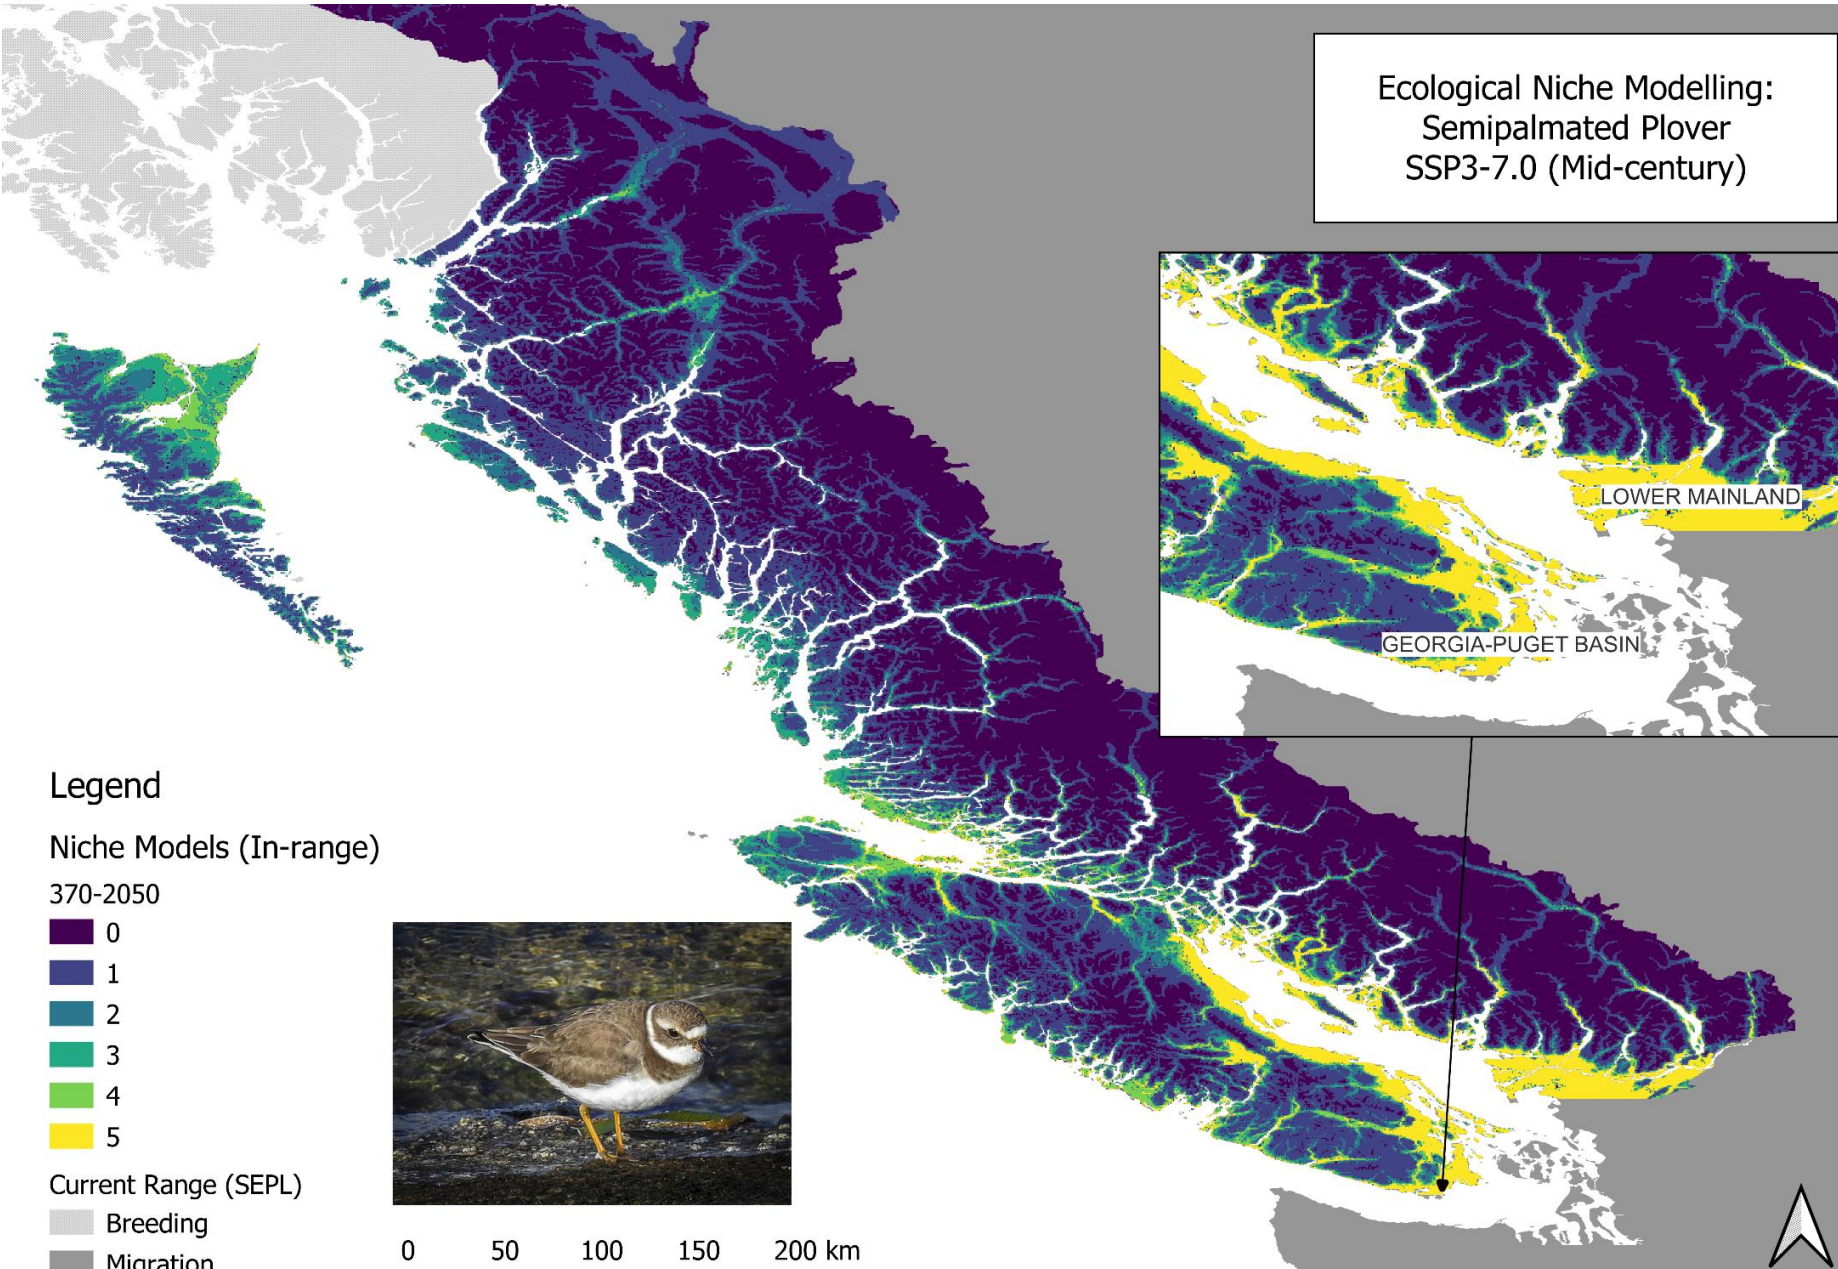 Ecological Niche Modelling:
Semipalmated Plover
SSP3-7.0 (Mid-century)
LOWER MAINLAND
GEORGIA-PUGET BASIN
Legend
Niche Models (In-range)
370-2050
0
1
2
3
4
5
Current Range (SEPL)
Breeding
Migration
0 50 100 150 200 km